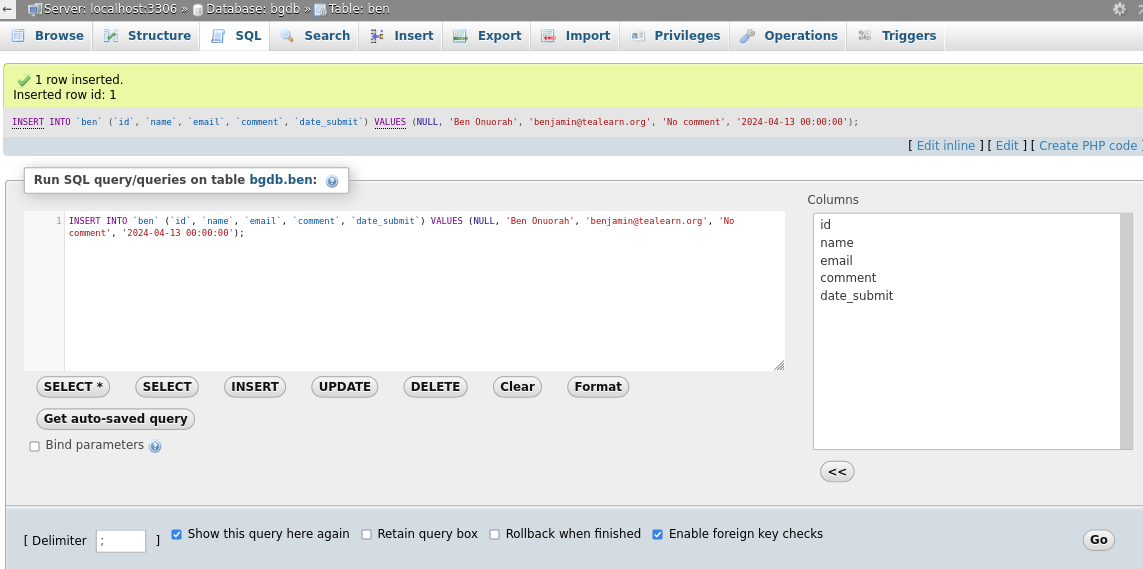 ← Server: localhost:3306 » Database: bgdb » Table: ben
Browse Structure SQL Search Insert Export Import Privileges Operations Triggers
1 row inserted.
Inserted row id: 1
INSERT INTO `ben` (`id`, `name`, `email`, `comment`, `date_submit`) VALUES (NULL, 'Ben Onuorah', 'benjamin@tealearn.org', 'No comment', '2024-04-13 00:00:00');
[ Edit inline ] [ Edit ] [ Create PHP code ]
Run SQL query/queries on table bgdb.ben:
1 INSERT INTO `ben` (`id`, `name`, `email`, `comment`, `date_submit`) VALUES (NULL, 'Ben Onuorah', 'benjamin@tealearn.org', 'No
comment', '2024-04-13 00:00:00');
Columns
id
name
email
comment
date_submit
SELECT * SELECT INSERT UPDATE DELETE Clear Format
Get auto-saved query
Bind parameters
<<
[ Delimiter ; ] Show this query here again Retain query box Rollback when finished Enable foreign key checks
Go